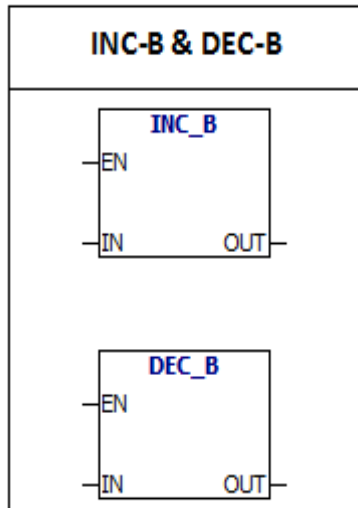 INC-B & DEC-B
INC_B
EN
IN OUT
DEC_B
EN
IN OUT